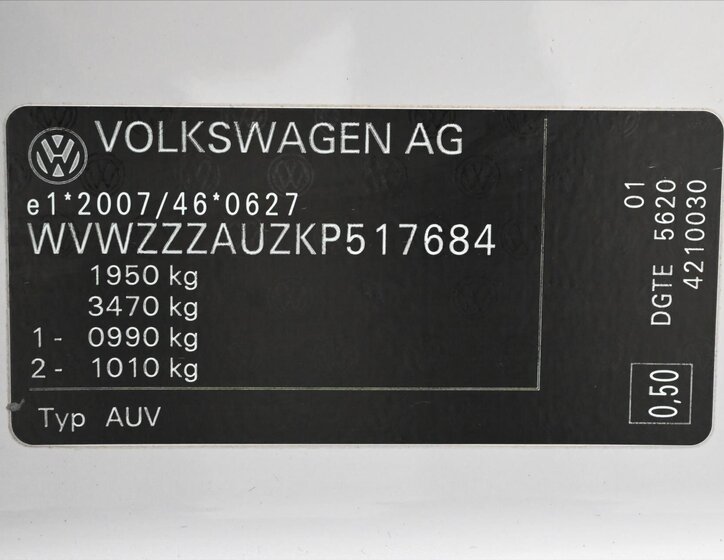 VOLKSWAGEN AG
e1*2007/46*0627
WVWZZZAUZKP517684
1950 kg
3470 kg
1- 0990 kg
2- 1010 kg
Typ AUV
01
DGTE 5620
4210030
0,50